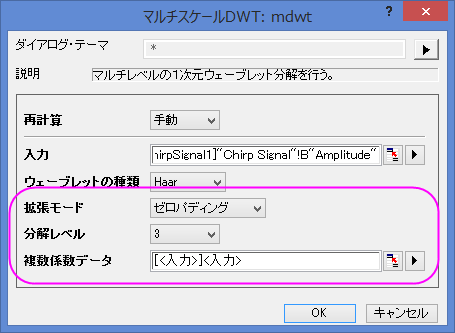 マルチスケールDWT: mdwt
ダイアログ・テーマ *
説明 マルチレベルの1次元ウェーブレット分解を行う。
再計算 手動
入力 hirpSignal1]"Chirp Signal"!B"Amplitude"
ウェーブレットの種類 Haar
拡張モード ゼロパディング
分解レベル 3
複数係数データ [<入力>]<入力>
OK キャンセル